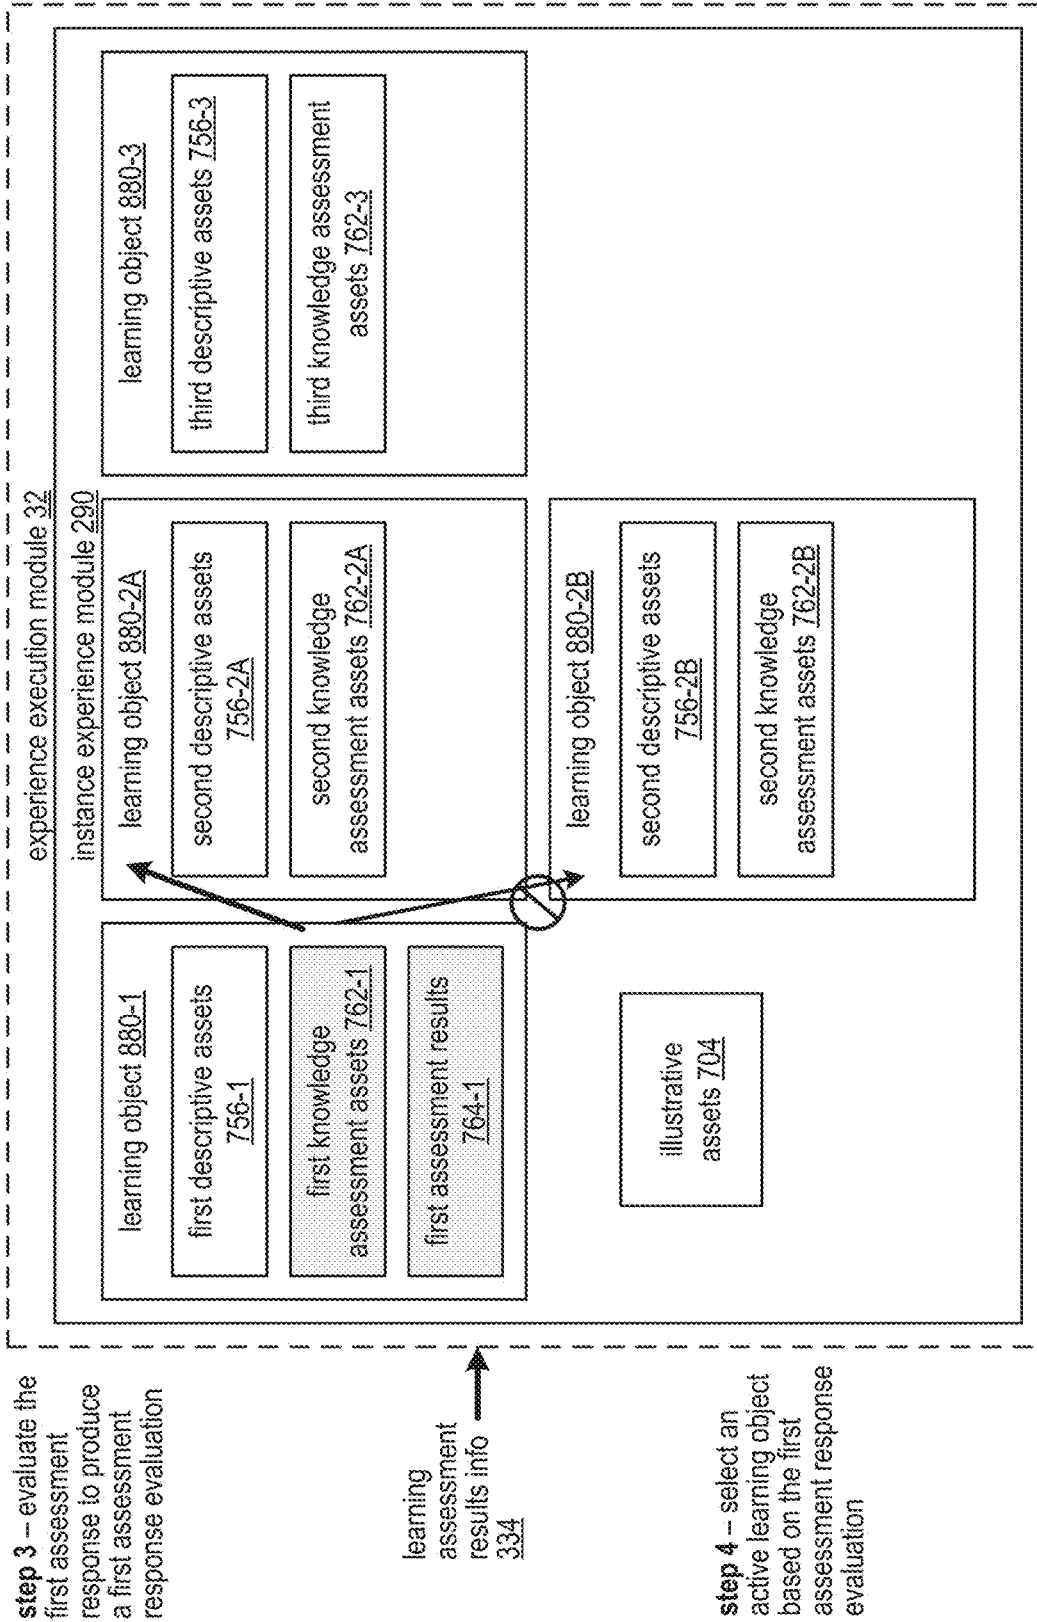 step 3 – evaluate the
first assessment
response to produce
a first assessment
response evaluation
learning
assessment
results info
334
step 4 – select an
active learning object
based on the first
assessment response
evaluation
experience execution module 32
instance experience module 290
learning object 880-1
first descriptive assets
756-1
first knowledge
assessment assets 762-1
first assessment results
764-1
illustrative
assets 704
learning object 880-2A
second descriptive assets
756-2A
second knowledge
assessment assets 762-2A
learning object 880-2B
second descriptive assets
756-2B
second knowledge
assessment assets 762-2B
learning object 880-3
third descriptive assets 756-3
third knowledge assessment
assets 762-3